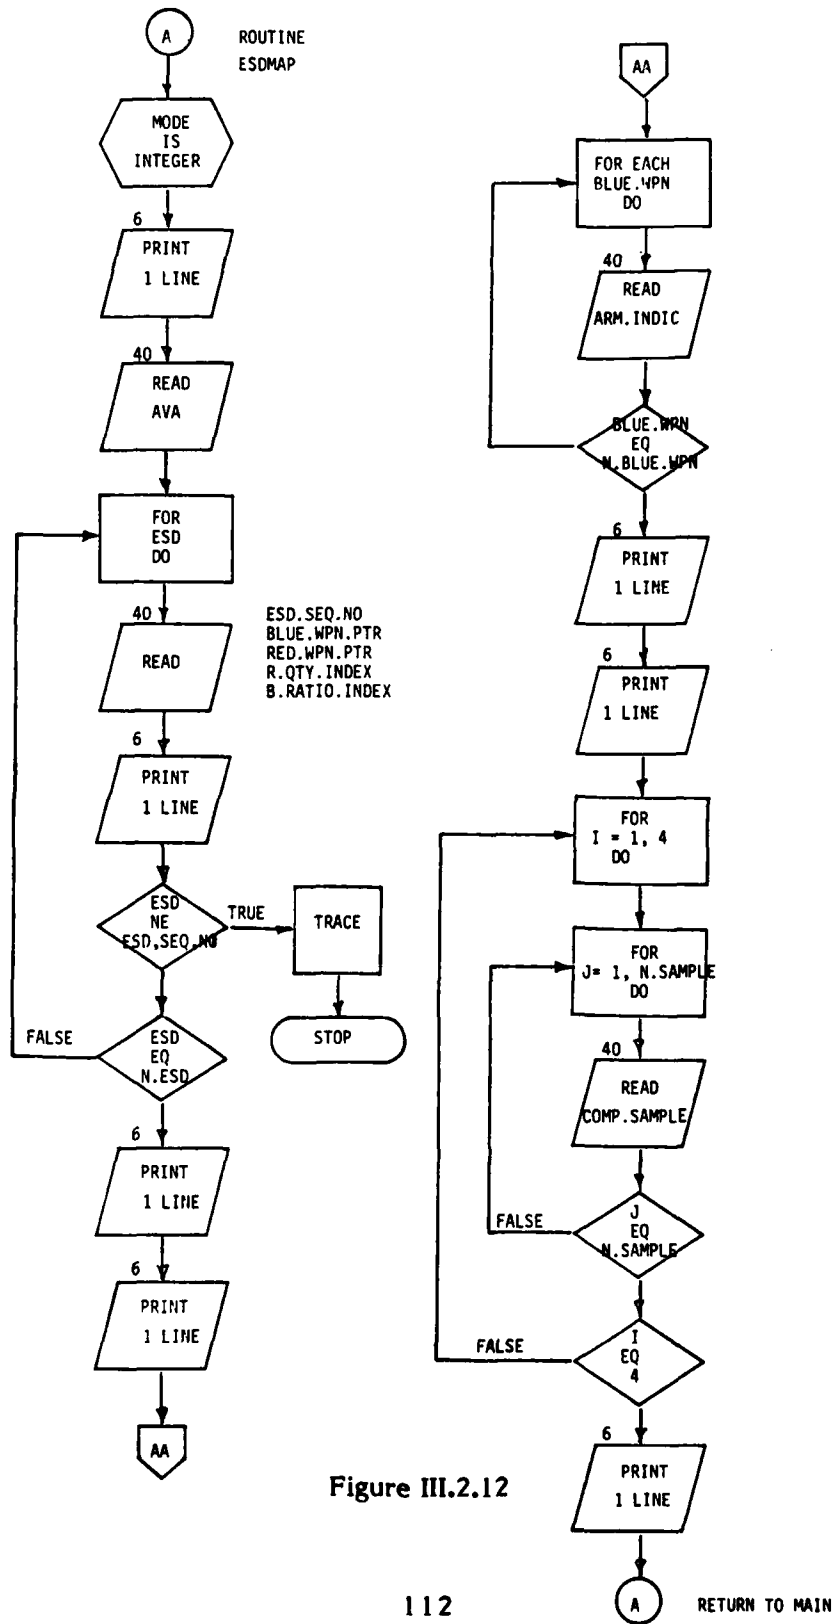 A
ROUTINE
ESDMAP
MODE
IS
INTEGER
6
PRINT
1 LINE
40
READ
AVA
FOR
ESD
DO
40
READ
ESD.SEQ.NO
BLUE.WPN.PTR
RED.WPN.PTR
R.QTY.INDEX
B.RATIO.INDEX
6
PRINT
1 LINE
ESD
NE
ESD,SEQ.NO
TRUE
TRACE
STOP
FALSE
ESD
EQ
N.ESD
6
PRINT
1 LINE
6
PRINT
1 LINE
AA
AA
FOR EACH
BLUE.WPN
DO
40
READ
ARM.INDIC
BLUE.WPN
EQ
N.BLUE.WPN
6
PRINT
1 LINE
6
PRINT
1 LINE
FOR
I = 1, 4
DO
FOR
J= 1, N.SAMPLE
DO
40
READ
COMP.SAMPLE
J
EQ
N.SAMPLE
FALSE
I
EQ
4
FALSE
6
PRINT
1 LINE
A
RETURN TO MAIN
Figure III.2.12
112